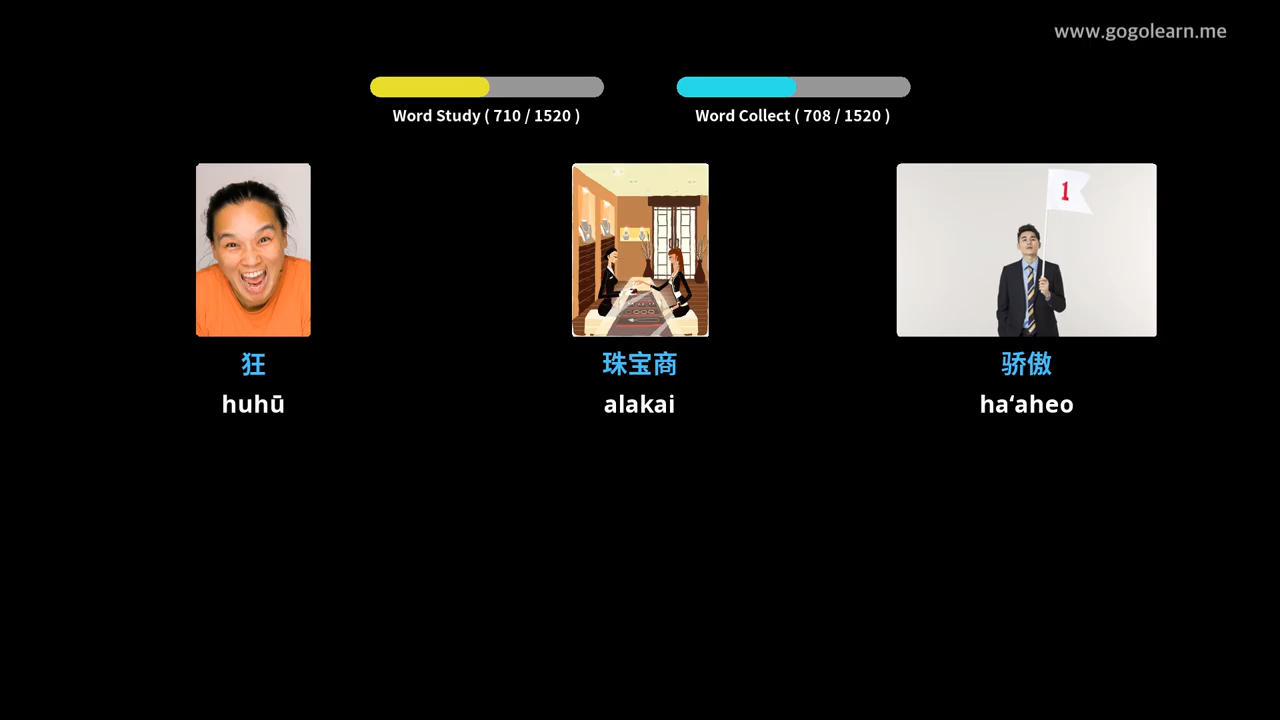 www.gogolearn.me
Word Study ( 710 / 1520 )
Word Collect ( 708 / 1520 )
1
狂
珠宝商
骄傲
huhū
alakai
haʻaheo